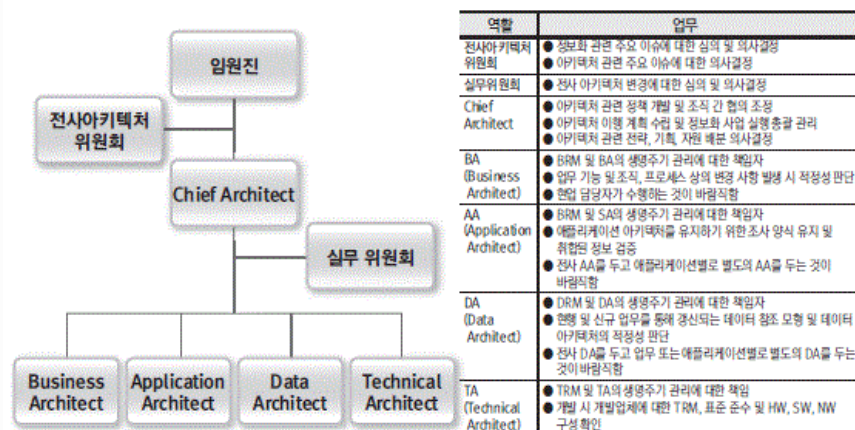 임원진
전사아키텍처
위원회
Chief Architect
실무 위원회
Business
Architect
Application
Architect
Data
Architect
Technical
Architect
역할 업무
전사아키텍처
위원회
● 정보화 관련 주요 이슈에 대한 심의 및 의사결정
● 아키텍처 관련 주요 이슈에 대한 의사결정
실무위원회
● 전사 아키텍처 변경에 대한 심의 및 의사결정
Chief
Architect
● 아키텍처 관련 정책 개발 및 조직 간 협의 조정
● 아키텍처 이행 계획 수립 및 정보화 사업 실행 총괄 관리
● 아키텍처 관련 전략, 기획, 자원 배분 의사결정
BA
(Business
Architect)
● BRM 및 BA의 생명주기 관리에 대한 책임자
● 업무 기능 및 조직, 프로세스 상의 변경 사항 발생 시 적정성 판단
● 현업 담당자가 수행하는 것이 바람직함
AA
(Application
Architect)
● BRM 및 SA의 생명주기 관리에 대한 책임자
● 애플리케이션 아키텍처를 유지하기 위한 조사 양식 유지 및
취합된 정보 검증
● 전사 AA를 두고 애플리케이션별로 별도의 AA를 두는 것이
바람직함
DA
(Data
Architect)
● DRM 및 DA의 생명주기 관리에 대한 책임자
● 현행 및 신규 업무를 통해 갱신되는 데이터 참조 모형 및 데이터
아키텍처의 적정성 판단
● 전사 DA를 두고 업무 또는 애플리케이션별로 별도의 DA를 두는
것이 바람직함
TA
(Technical
Architect)
● TRM 및 TA의 생명주기 관리에 대한 책임
● 개발 시 개발업체에 대한 TRM, 표준 준수 및 HW, SW, NW
구성 확인